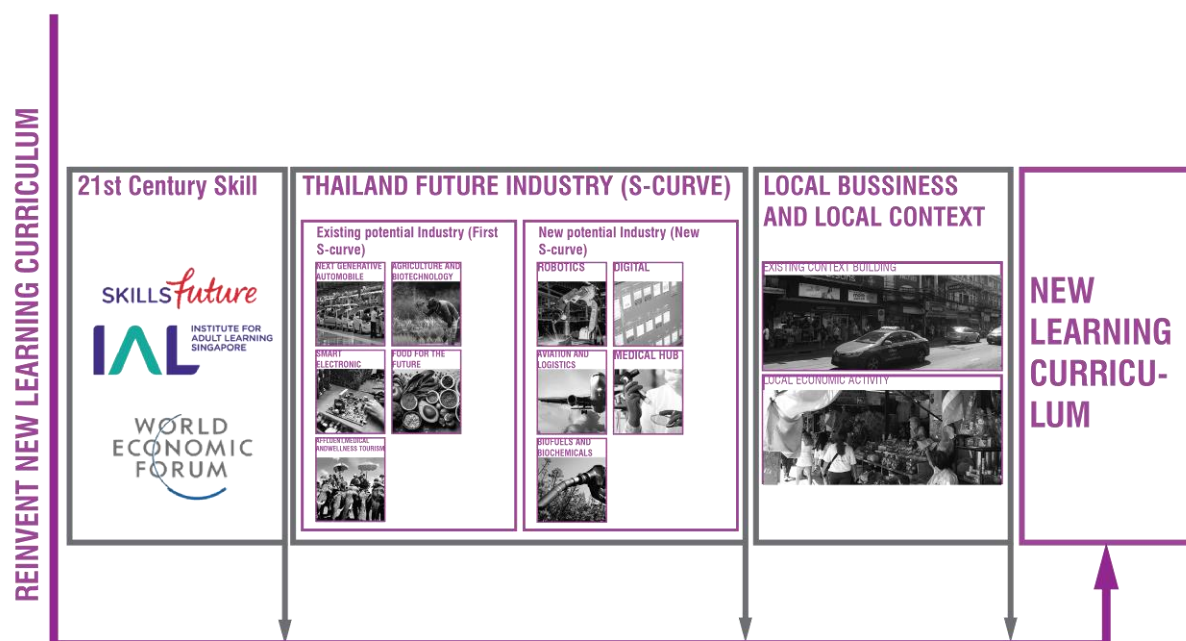 REINVENT NEW LEARNING CURRICULUM
21st Century Skill
SKILLSfuture
IAL
INSTITUTE FOR
ADULT LEARNING
SINGAPORE
WORLD
ECONOMIC
FORUM
THAILAND FUTURE INDUSTRY (S-CURVE)
Existing potential Industry (First
S-curve)
NEXT GENERATIVE
AUTOMOBILE
AGRICULTURE AND
BIOTECHNOLOGY
SMART
ELECTRONIC
FOOD FOR THE
FUTURE
AFFLUENT,MEDICAL
ANDWELLNESS TOURISM
New potential Industry (New
S-curve)
ROBOTICS
DIGITAL
AVIATION AND
LOGISTICS
MEDICAL HUB
BIOFUELS AND
BIOCHEMICALS
LOCAL BUSSINESS
AND LOCAL CONTEXT
EXISTING CONTEXT BUILDING
LOCAL ECONOMIC ACTIVITY
NEW
LEARNING
CURRICU-
LUM